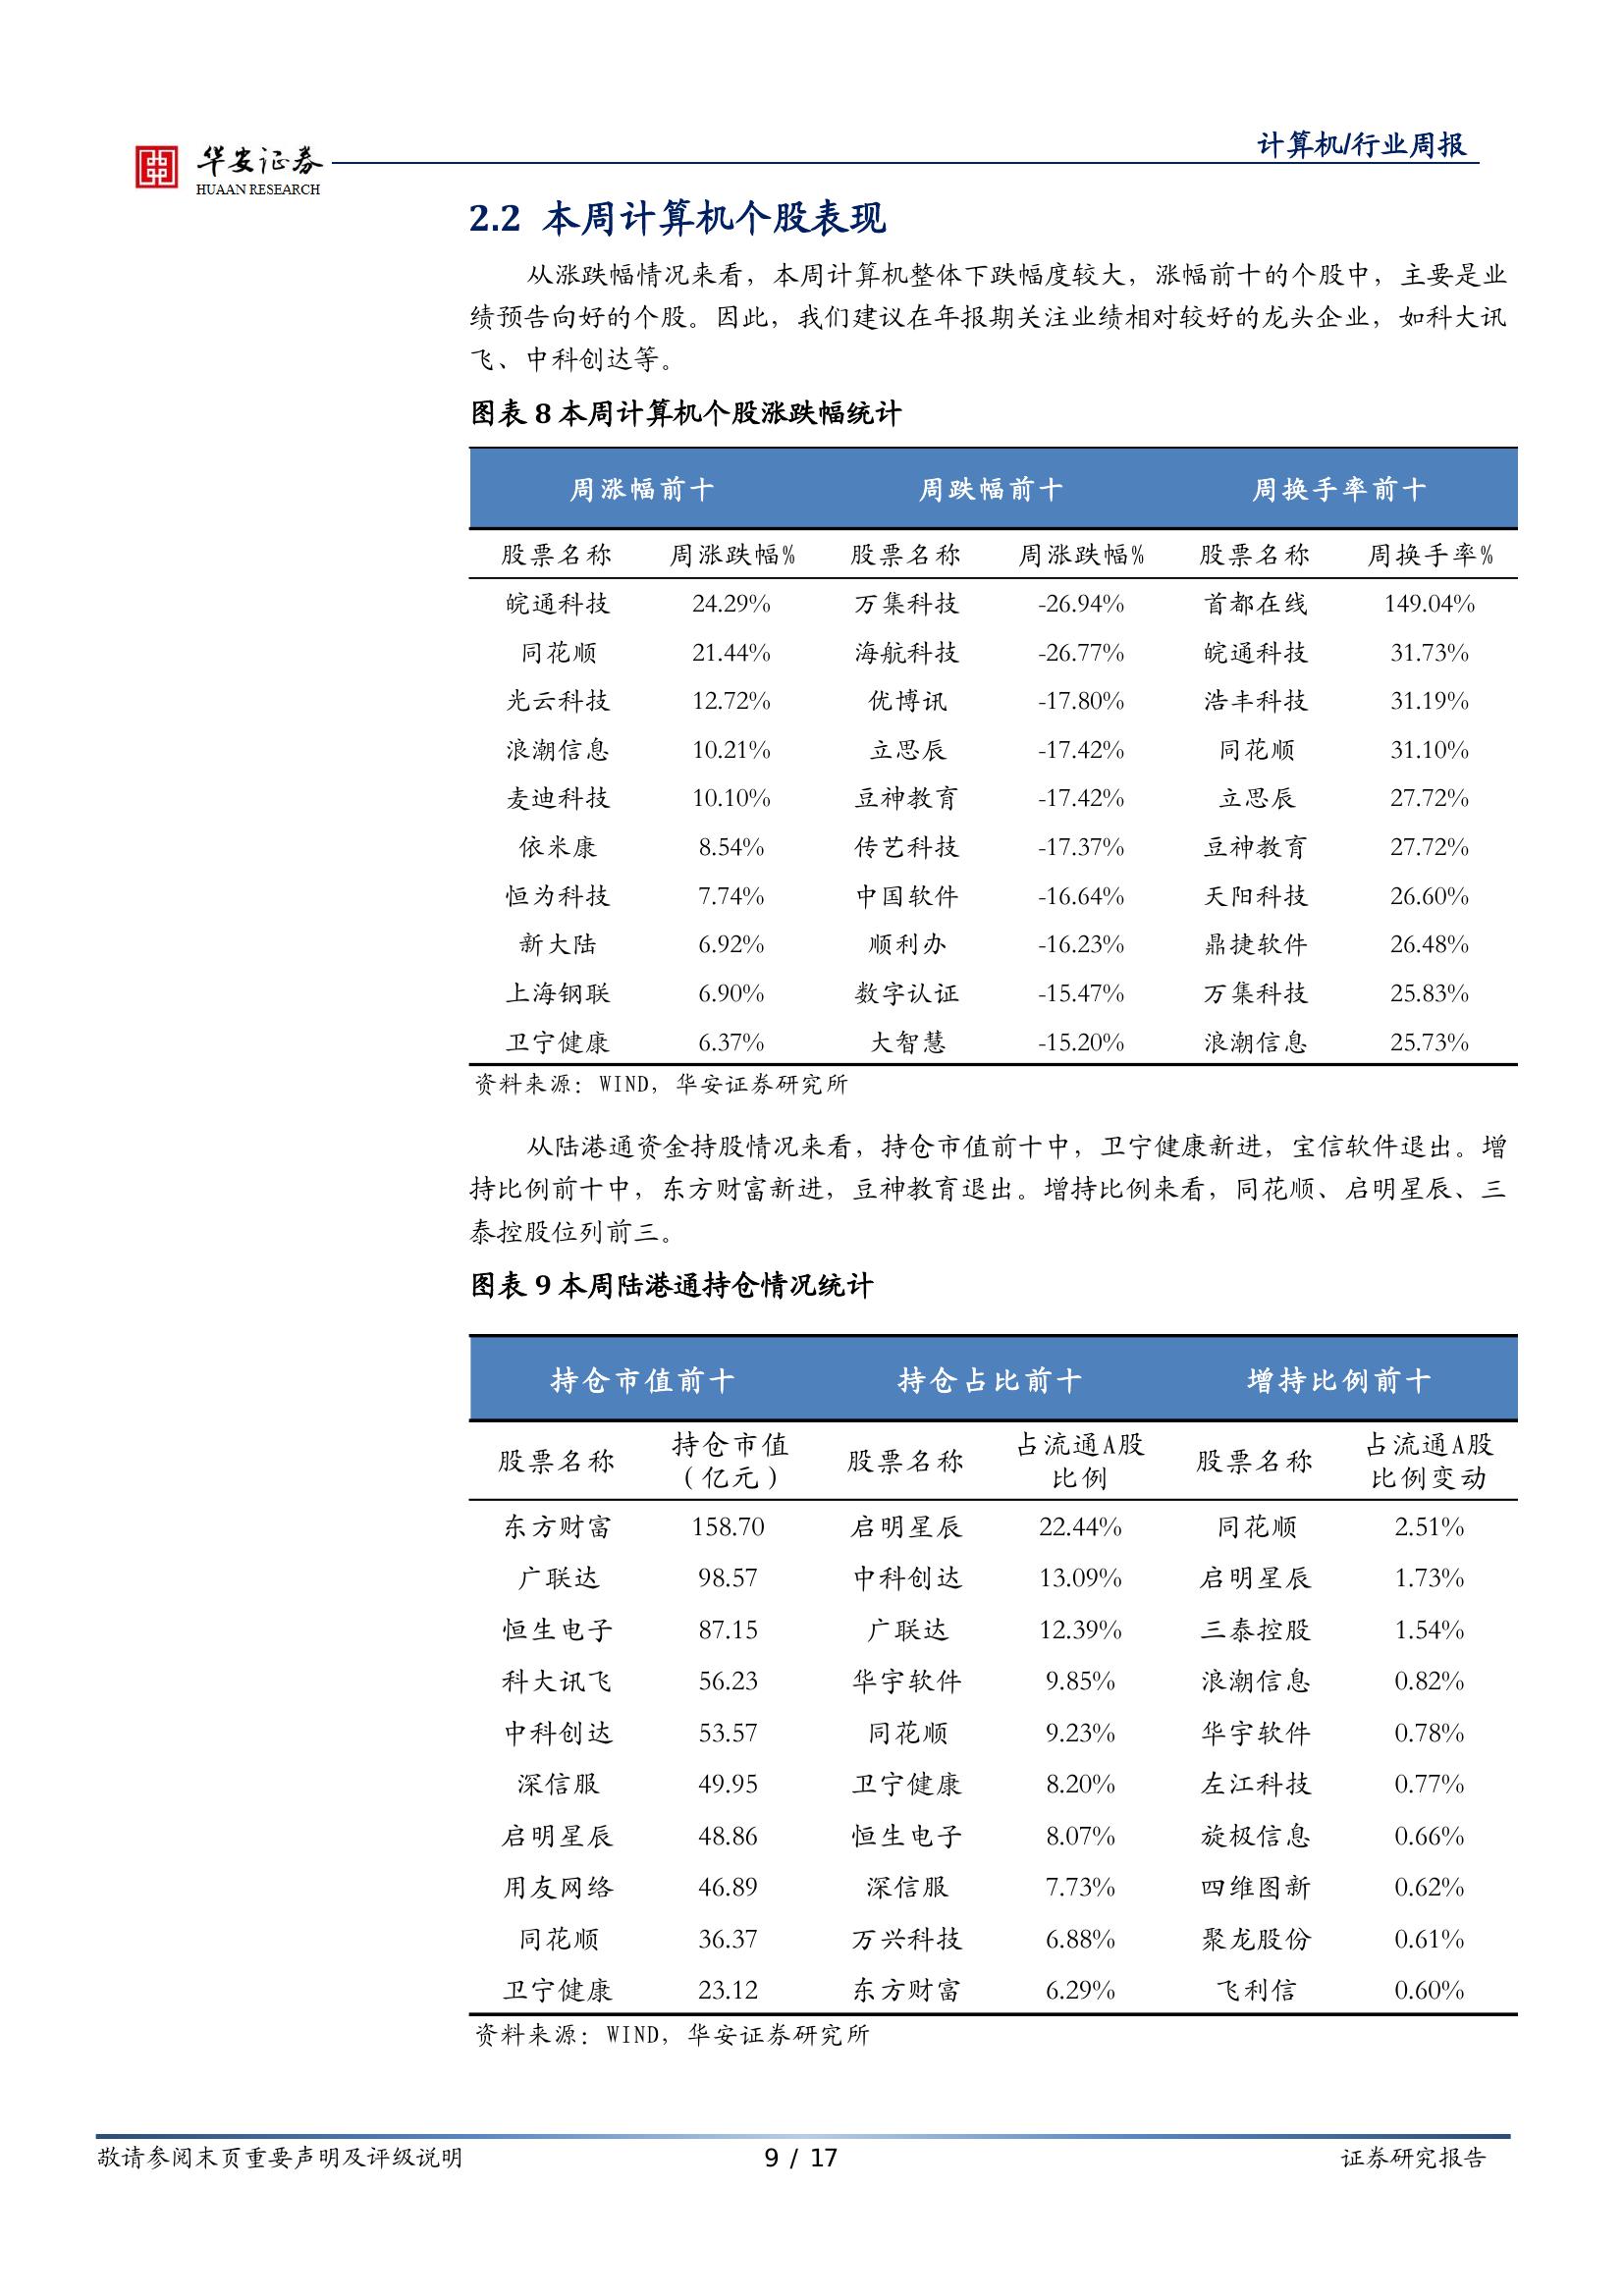 华安证券
HUAAN RESEARCH
计算机/行业周报
2.2 本周计算机个股表现
从涨跌幅情况来看，本周计算机整体下跌幅度较大，涨幅前十的个股中，主要是业
绩预告向好的个股。因此，我们建议在年报期关注业绩相对较好的龙头企业，如科大讯
飞、中科创达等。
图表 8 本周计算机个股涨跌幅统计
周涨幅前十 周跌幅前十 周换手率前十
股票名称 周涨跌幅% 股票名称 周涨跌幅% 股票名称 周换手率%
皖通科技 24.29% 万集科技 -26.94% 首都在线 149.04%
同花顺 21.44% 海航科技 -26.77% 皖通科技 31.73%
光云科技 12.72% 优博讯 -17.80% 浩丰科技 31.19%
浪潮信息 10.21% 立思辰 -17.42% 同花顺 31.10%
麦迪科技 10.10% 豆神教育 -17.42% 立思辰 27.72%
依米康 8.54% 传艺科技 -17.37% 豆神教育 27.72%
恒为科技 7.74% 中国软件 -16.64% 天阳科技 26.60%
新大陆 6.92% 顺利办 -16.23% 鼎捷软件 26.48%
上海钢联 6.90% 数字认证 -15.47% 万集科技 25.83%
卫宁健康 6.37% 大智慧 -15.20% 浪潮信息 25.73%
资料来源：WIND，华安证券研究所
从陆港通资金持股情况来看，持仓市值前十中，卫宁健康新进，宝信软件退出。增
持比例前十中，东方财富新进，豆神教育退出。增持比例来看，同花顺、启明星辰、三
泰控股位列前三。
图表 9 本周陆港通持仓情况统计
持仓市值前十 持仓占比前十 增持比例前十
股票名称 持仓市值（亿元） 股票名称 占流通A股比例 股票名称 占流通A股比例变动
东方财富 158.70 启明星辰 22.44% 同花顺 2.51%
广联达 98.57 中科创达 13.09% 启明星辰 1.73%
恒生电子 87.15 广联达 12.39% 三泰控股 1.54%
科大讯飞 56.23 华宇软件 9.85% 浪潮信息 0.82%
中科创达 53.57 同花顺 9.23% 华宇软件 0.78%
深信服 49.95 卫宁健康 8.20% 左江科技 0.77%
启明星辰 48.86 恒生电子 8.07% 旋极信息 0.66%
用友网络 46.89 深信服 7.73% 四维图新 0.62%
同花顺 36.37 万兴科技 6.88% 聚龙股份 0.61%
卫宁健康 23.12 东方财富 6.29% 飞利信 0.60%
资料来源：WIND，华安证券研究所
敬请参阅末页重要声明及评级说明 9 / 17 证券研究报告